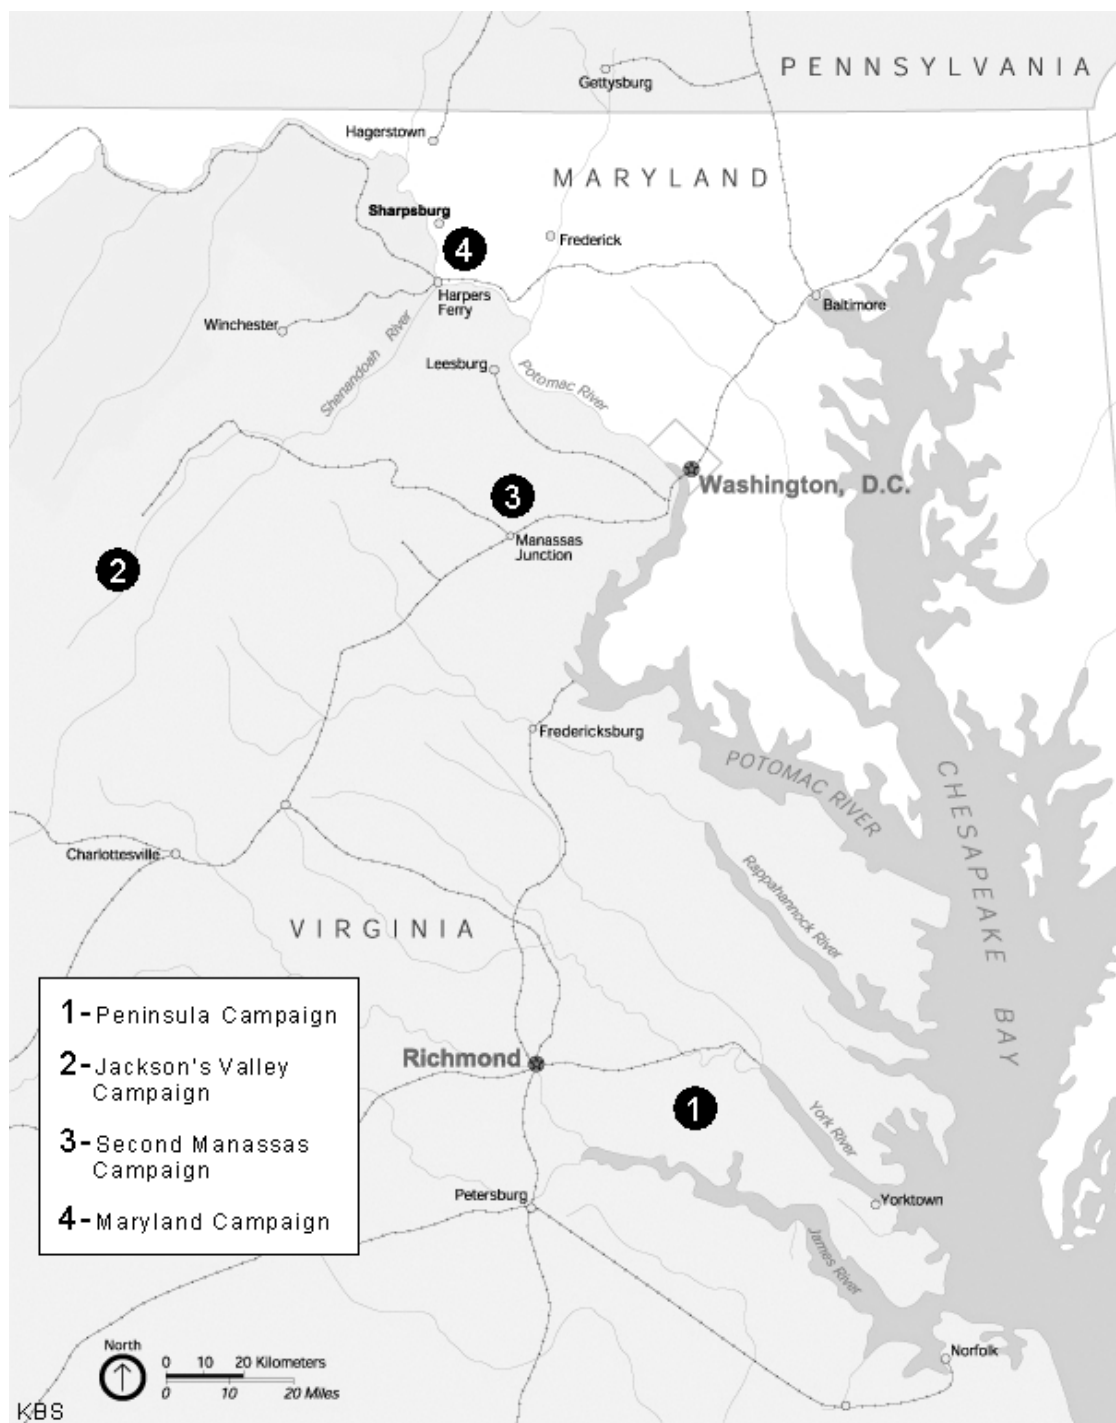 PENNSYLVANIA
Gettysburg
Hagerstown
MARYLAND
Sharpsburg
4
Frederick
Harpers
Ferry
Baltimore
Winchester
Shenandoah River
Leesburg
Potomac River
Washington, D.C.
3
Manassas
Junction
2
Fredericksburg
POTOMAC RIVER
CHESAPEAKE BAY
Charlottesville
Rappahannock River
VIRGINIA
1-Peninsula Campaign
2-Jackson's Valley
Campaign
3-Second Manassas
Campaign
4-Maryland Campaign
Richmond
1
York River
Petersburg
Yorktown
James River
Norfolk
North
0 10 20 Kilometers
0 10 20 Miles
KBS